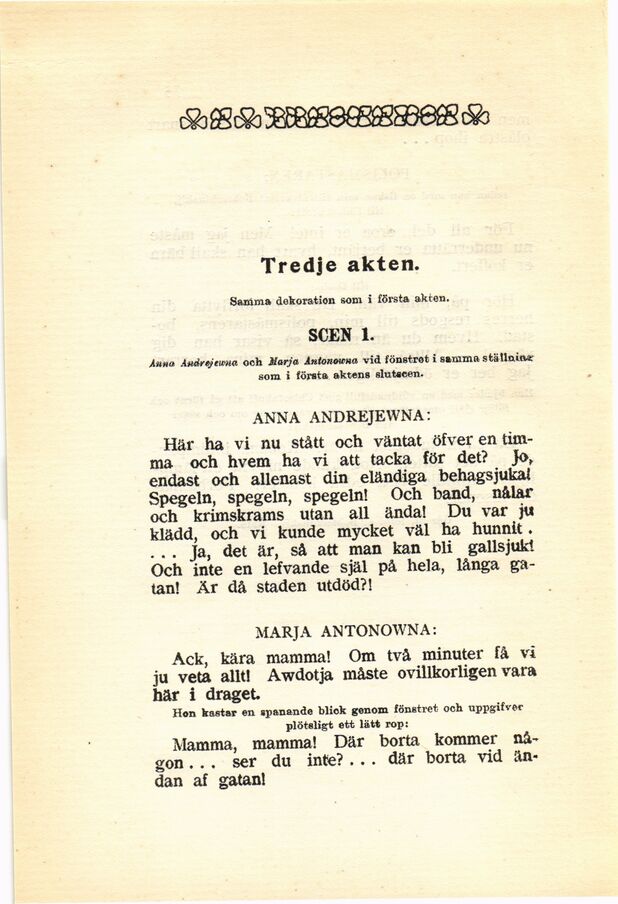 Tredje akten.
Samma dekoration som i första akten.
SCEN 1.
Anna Andrejewna och Marja Antonowna vid fönstret i samma ställning
som i första aktens slutscen.
ANNA ANDREJEWNA:
Här ha vi nu stått och väntat öfver en tim-
ma och hvem ha vi att tacka för det? Jo,
endast och allenast din eländiga behagsjuka!
Spegeln, spegeln, spegeln! Och band, nålar
och krimskrams utan all ända! Du var ju
klädd, och vi kunde mycket väl ha hunnit .
... Ja, det är, så att man kan bli gallsjuk!
Och inte en lefvande själ på hela, långa ga-
tan! Är då staden utdöd?!
MARJA ANTONOWNA:
Ack, kära mamma! Om två minuter få vi
ju veta allt! Awdotja måste ovillkorligen vara
här i draget.
Hon kastar en spanande blick genom fönstret och uppgifver
plötsligt ett lätt rop:
Mamma, mamma! Där borta kommer nå-
gon... ser du inte?... där borta vid än-
dan af gatan!